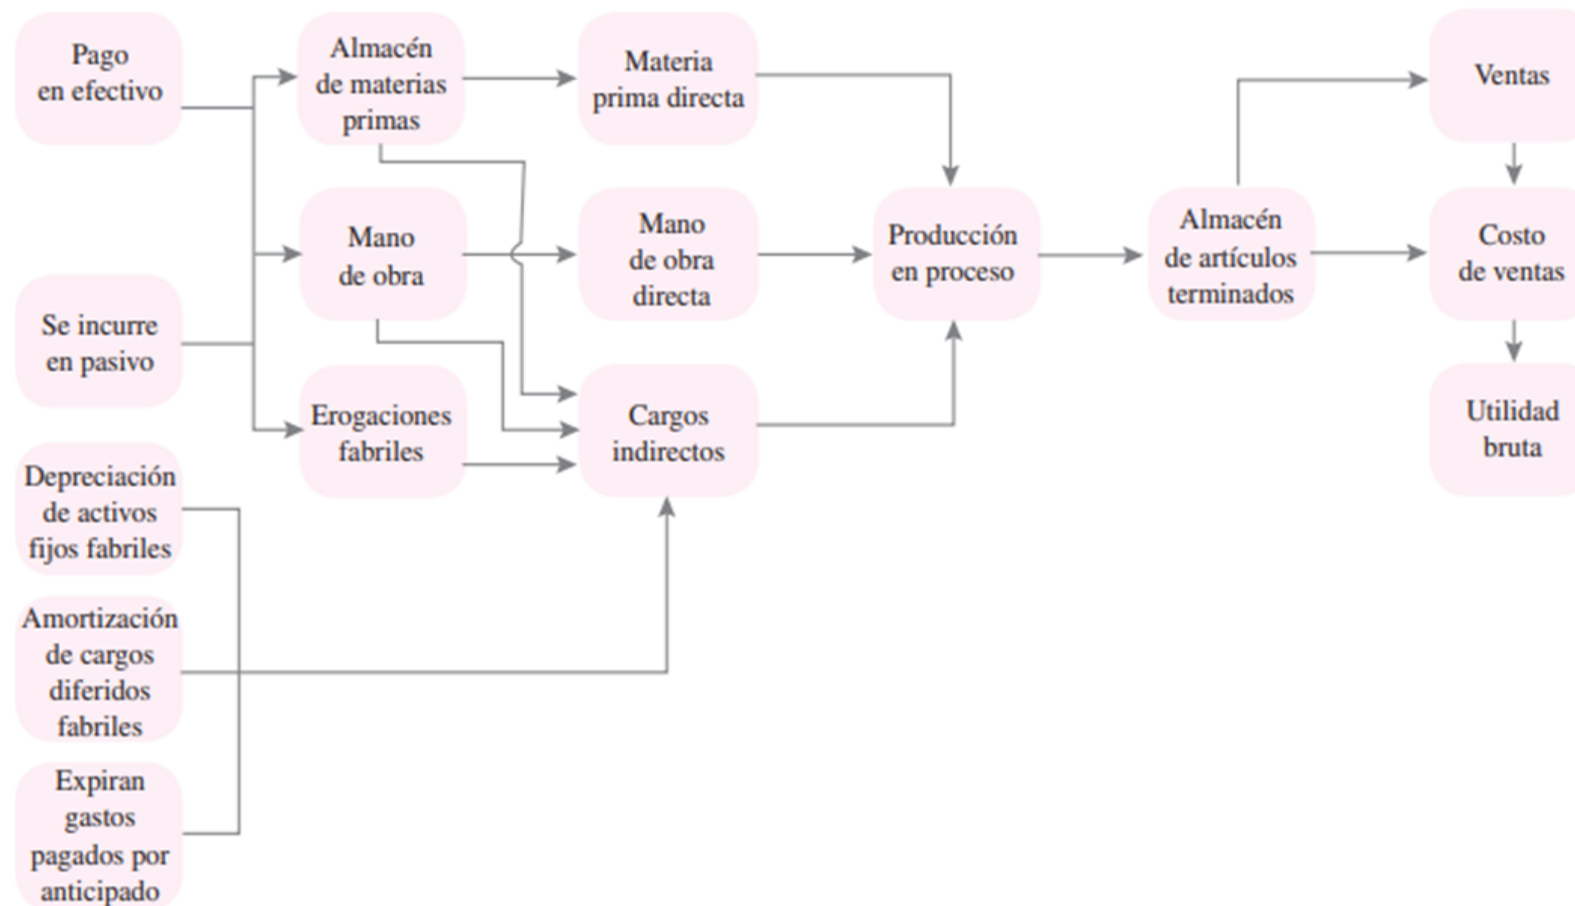 Pago
en efectivo
Almacén
de materias
primas
Materia
prima directa
Ventas
Se incurre
en pasivo
Mano
de obra
Mano
de obra
directa
Producción
en proceso
Almacén
de artículos
terminados
Costo
de ventas
Erogaciones
fabriles
Cargos
indirectos
Utilidad
bruta
Depreciación
de activos
fijos fabriles
Amortización
de cargos
diferidos
fabriles
Expiran
gastos
pagados por
anticipado